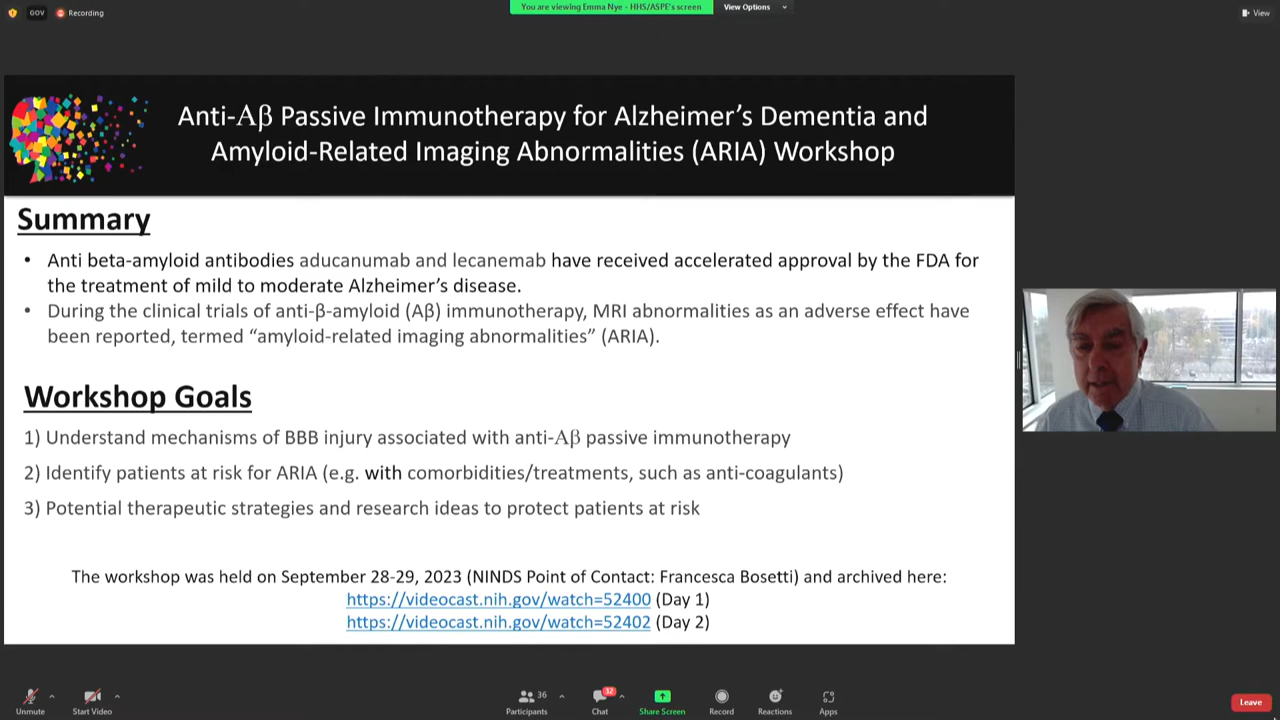 GOV
Recording
You are viewing Emma Nye - HHS/ASPE's screen
View Options
View
Anti-Aβ Passive Immunotherapy for Alzheimer's Dementia and
Amyloid-Related Imaging Abnormalities (ARIA) Workshop
Summary
• Anti beta-amyloid antibodies aducanumab and lecanemab have received accelerated approval by the FDA for
the treatment of mild to moderate Alzheimer's disease.
• During the clinical trials of anti-β-amyloid (Aβ) immunotherapy, MRI abnormalities as an adverse effect have
been reported, termed “amyloid-related imaging abnormalities” (ARIA).
Workshop Goals
1) Understand mechanisms of BBB injury associated with anti-Aβ passive immunotherapy
2) Identify patients at risk for ARIA (e.g. with comorbidities/treatments, such as anti-coagulants)
3) Potential therapeutic strategies and research ideas to protect patients at risk
The workshop was held on September 28-29, 2023 (NINDS Point of Contact: Francesca Bosetti) and archived here:
https://videocast.nih.gov/watch=52400 (Day 1)
https://videocast.nih.gov/watch=52402 (Day 2)
Unmute
Start Video
36
Participants
32
Chat
Share Screen
Record
Reactions
Apps
Leave